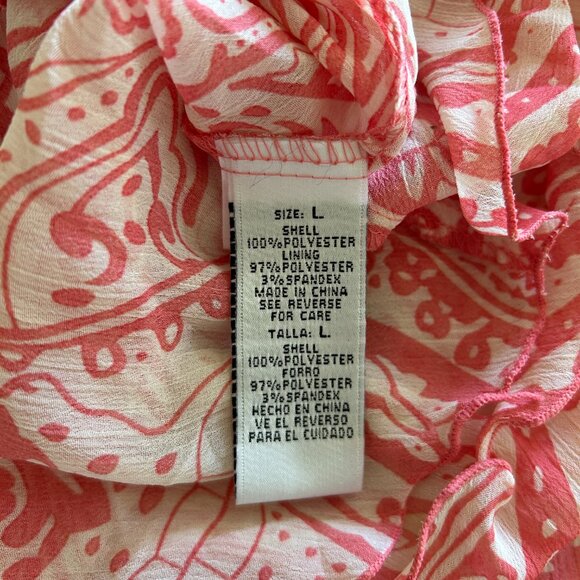 SIZE: L
SHELL
100%POLYESTER
LINING
97%POLYESTER
3%SPANDEX
MADE IN CHINA
SEE REVERSE
FOR CARE
TALLA: L
SHELL
100%POLYESTER
FORRO
97%POLYESTER
3%SPANDEX
HECHO EN CHINA
VE EL REVERSO
PARA EL CUIDADO